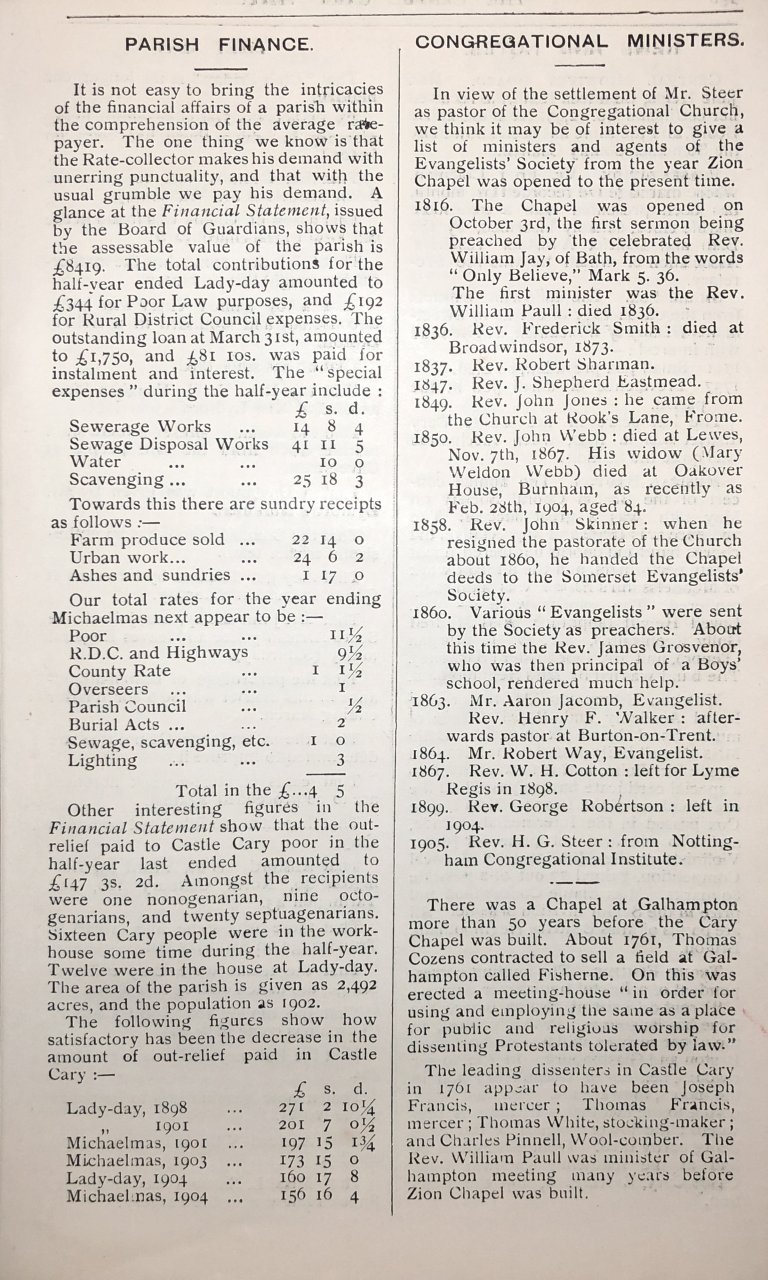 PARISH FINANCE.
It is not easy to bring the intricacies
of the financial affairs of a parish within
the comprehension of the average rate-
payer. The one thing we know is that
the Rate-collector makes his demand with
unerring punctuality, and that with the
usual grumble we pay his demand. A
glance at the Financial Statement, issued
by the Board of Guardians, shows that
the assessable value of the parish is
£8419. The total contributions for the
half-year ended Lady-day amounted to
£344 for Poor Law purposes, and £192
for Rural District Council expenses. The
outstanding loan at March 31st, amounted
to £1,750, and £81 10s. was paid for
instalment and interest. The "special
expenses" during the half-year include :
£ s. d.
Sewerage Works ... 14 8 4
Sewage Disposal Works 41 11 5
Water ... ... 10 0
Scavenging ... ... 25 18 3
Towards this there are sundry receipts
as follows :—
Farm produce sold ... 22 14 0
Urban work... ... 24 6 2
Ashes and sundries ... 1 17 0
Our total rates for the year ending
Michaelmas next appear to be :—
Poor ... ... 11½
R.D.C. and Highways 9½
County Rate ... 1 1½
Overseers ... ... 1
Parish Council ... ½
Burial Acts ... ... 2
Sewage, scavenging, etc. 1 0
Lighting ... ... 3
Total in the £...4 5
Other interesting figures in the
Financial Statement show that the out-
relief paid to Castle Cary poor in the
half-year last ended amounted to
£147 3s. 2d. Amongst the recipients
were one nonogenarian, nine octo-
genarians, and twenty septuagenarians.
Sixteen Cary people were in the work-
house some time during the half-year.
Twelve were in the house at Lady-day.
The area of the parish is given as 2,492
acres, and the population as 1902.
The following figures show how
satisfactory has been the decrease in the
amount of out-relief paid in Castle
Cary :—
£ s. d.
Lady-day, 1898 ... 271 2 10¼
„ 1901 ... 201 7 0½
Michaelmas, 1901 ... 197 15 1¾
Michaelmas, 1903 ... 173 15 0
Lady-day, 1904 ... 160 17 8
Michaelmas, 1904 ... 156 16 4
CONGREGATIONAL MINISTERS.
In view of the settlement of Mr. Steer
as pastor of the Congregational Church,
we think it may be of interest to give a
list of ministers and agents of the
Evangelists' Society from the year Zion
Chapel was opened to the present time.
1816. The Chapel was opened on
October 3rd, the first sermon being
preached by the celebrated Rev.
William Jay, of Bath, from the words
"Only Believe," Mark 5. 36.
The first minister was the Rev.
William Paull : died 1836.
1836. Rev. Frederick Smith : died at
Broadwindsor, 1873.
1837. Rev. Robert Sharman.
1847. Rev. J. Shepherd Eastmead.
1849. Rev. John Jones : he came from
the Church at Rook's Lane, Frome.
1850. Rev. John Webb : died at Lewes,
Nov. 7th, 1867. His widow (Mary
Weldon Webb) died at Oakover
House, Burnham, as recently as
Feb. 28th, 1904, aged 84.
1858. Rev. John Skinner : when he
resigned the pastorate of the Church
about 1860, he handed the Chapel
deeds to the Somerset Evangelists'
Society.
1860. Various "Evangelists" were sent
by the Society as preachers. About
this time the Rev. James Grosvenor,
who was then principal of a Boys'
school, rendered much help.
1863. Mr. Aaron Jacomb, Evangelist.
Rev. Henry F. Walker : after-
wards pastor at Burton-on-Trent.
1864. Mr. Robert Way, Evangelist.
1867. Rev. W. H. Cotton : left for Lyme
Regis in 1898.
1899. Rev. George Robertson : left in
1904.
1905. Rev. H. G. Steer : from Notting-
ham Congregational Institute.
There was a Chapel at Galhampton
more than 50 years before the Cary
Chapel was built. About 1761, Thomas
Cozens contracted to sell a field at Gal-
hampton called Fisherne. On this was
erected a meeting-house "in order for
using and employing the same as a place
for public and religious worship for
dissenting Protestants tolerated by law."
The leading dissenters in Castle Cary
in 1761 appear to have been Joseph
Francis, mercer ; Thomas Francis,
mercer ; Thomas White, stocking-maker ;
and Charles Pinnell, Wool-comber. The
Rev. William Paull was minister of Gal-
hampton meeting many years before
Zion Chapel was built.